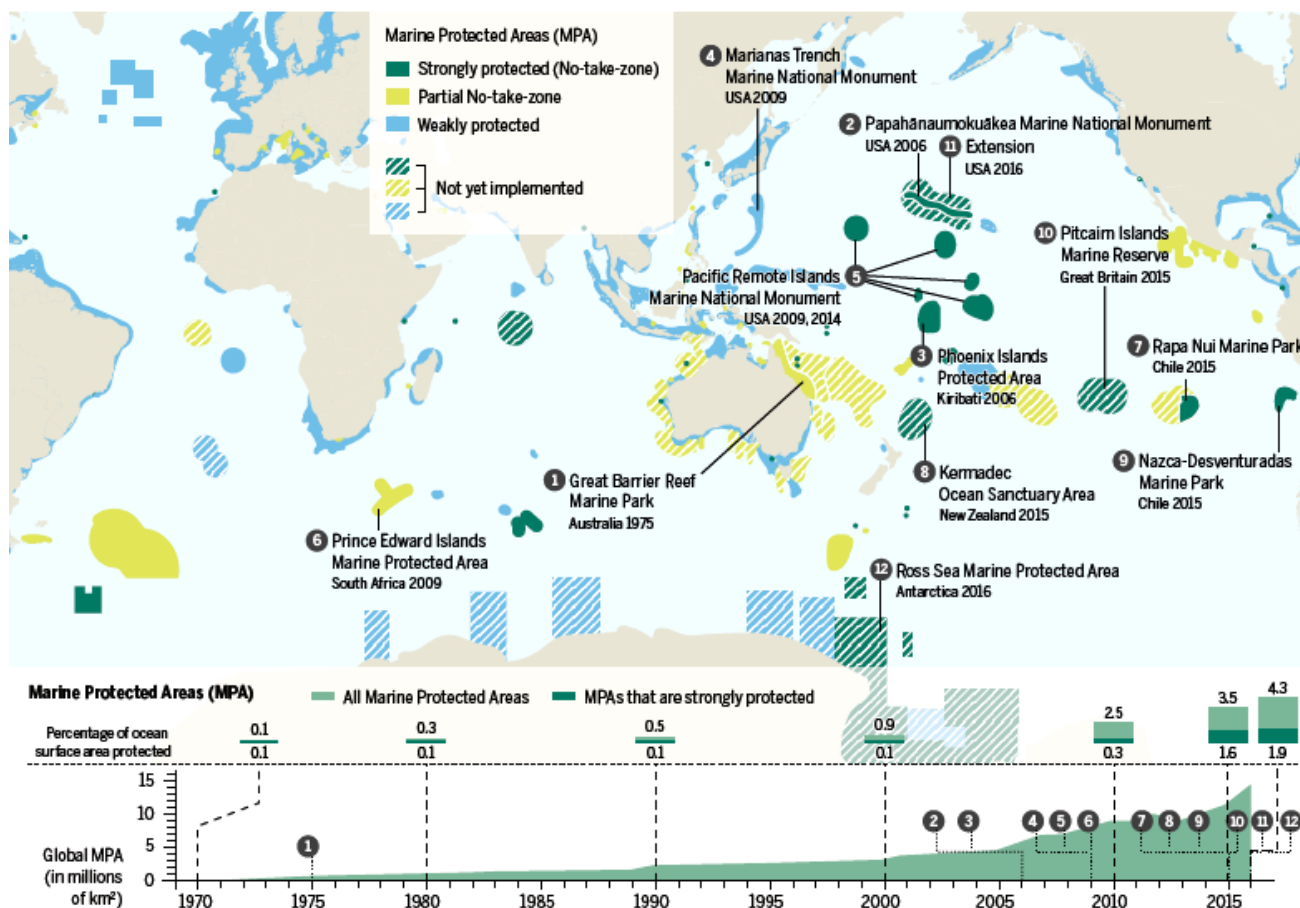 Marine Protected Areas (MPA)
Strongly protected (No-take-zone)
Partial No-take-zone
Weakly protected
Not yet implemented
4 Marianas Trench
Marine National Monument
USA 2009
2 Papahānaumokuākea Marine National Monument
USA 2006
11 Extension
USA 2016
10 Pitcairn Islands
Marine Reserve
Great Britain 2015
Pacific Remote Islands 5
Marine National Monument
USA 2009, 2014
3 Phoenix Islands
Protected Area
Kiribati 2006
7 Rapa Nui Marine Park
Chile 2015
1 Great Barrier Reef
Marine Park
Australia 1975
8 Kermadec
Ocean Sanctuary Area
New Zealand 2015
9 Nazca-Desventuradas
Marine Park
Chile 2015
6 Prince Edward Islands
Marine Protected Area
South Africa 2009
12 Ross Sea Marine Protected Area
Antarctica 2016
Marine Protected Areas (MPA)
All Marine Protected Areas
MPAs that are strongly protected
Percentage of ocean
surface area protected
0.1 0.3 0.5 0.9 2.5 3.5 4.3
0.1 0.1 0.1 0.1 0.3 1.6 1.9
Global MPA
(in millions
of km²)
15
10
5
0
1 2 3 4 5 6 7 8 9 10 11 12
1970 1975 1980 1985 1990 1995 2000 2005 2010 2015